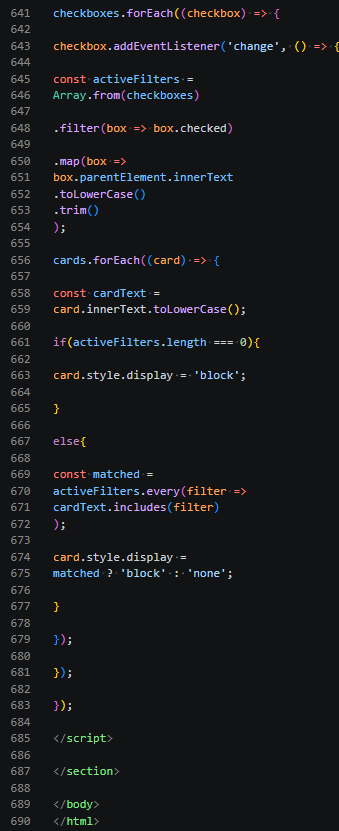 641 checkboxes.forEach((checkbox) => {
642
643 checkbox.addEventListener('change', () => {
644
645 const activeFilters =
646 Array.from(checkboxes)
647
648 .filter(box => box.checked)
649
650 .map(box =>
651 box.parentElement.innerText
652 .toLowerCase()
653 .trim()
654 );
655
656 cards.forEach((card) => {
657
658 const cardText =
659 card.innerText.toLowerCase();
660
661 if(activeFilters.length === 0){
662
663 card.style.display = 'block';
664
665 }
666
667 else{
668
669 const matched =
670 activeFilters.every(filter =>
671 cardText.includes(filter)
672 );
673
674 card.style.display =
675 matched ? 'block' : 'none';
676
677 }
678
679 });
680
681 });
682
683 });
684
685 </script>
686
687 </section>
688
689 </body>
690 </html>